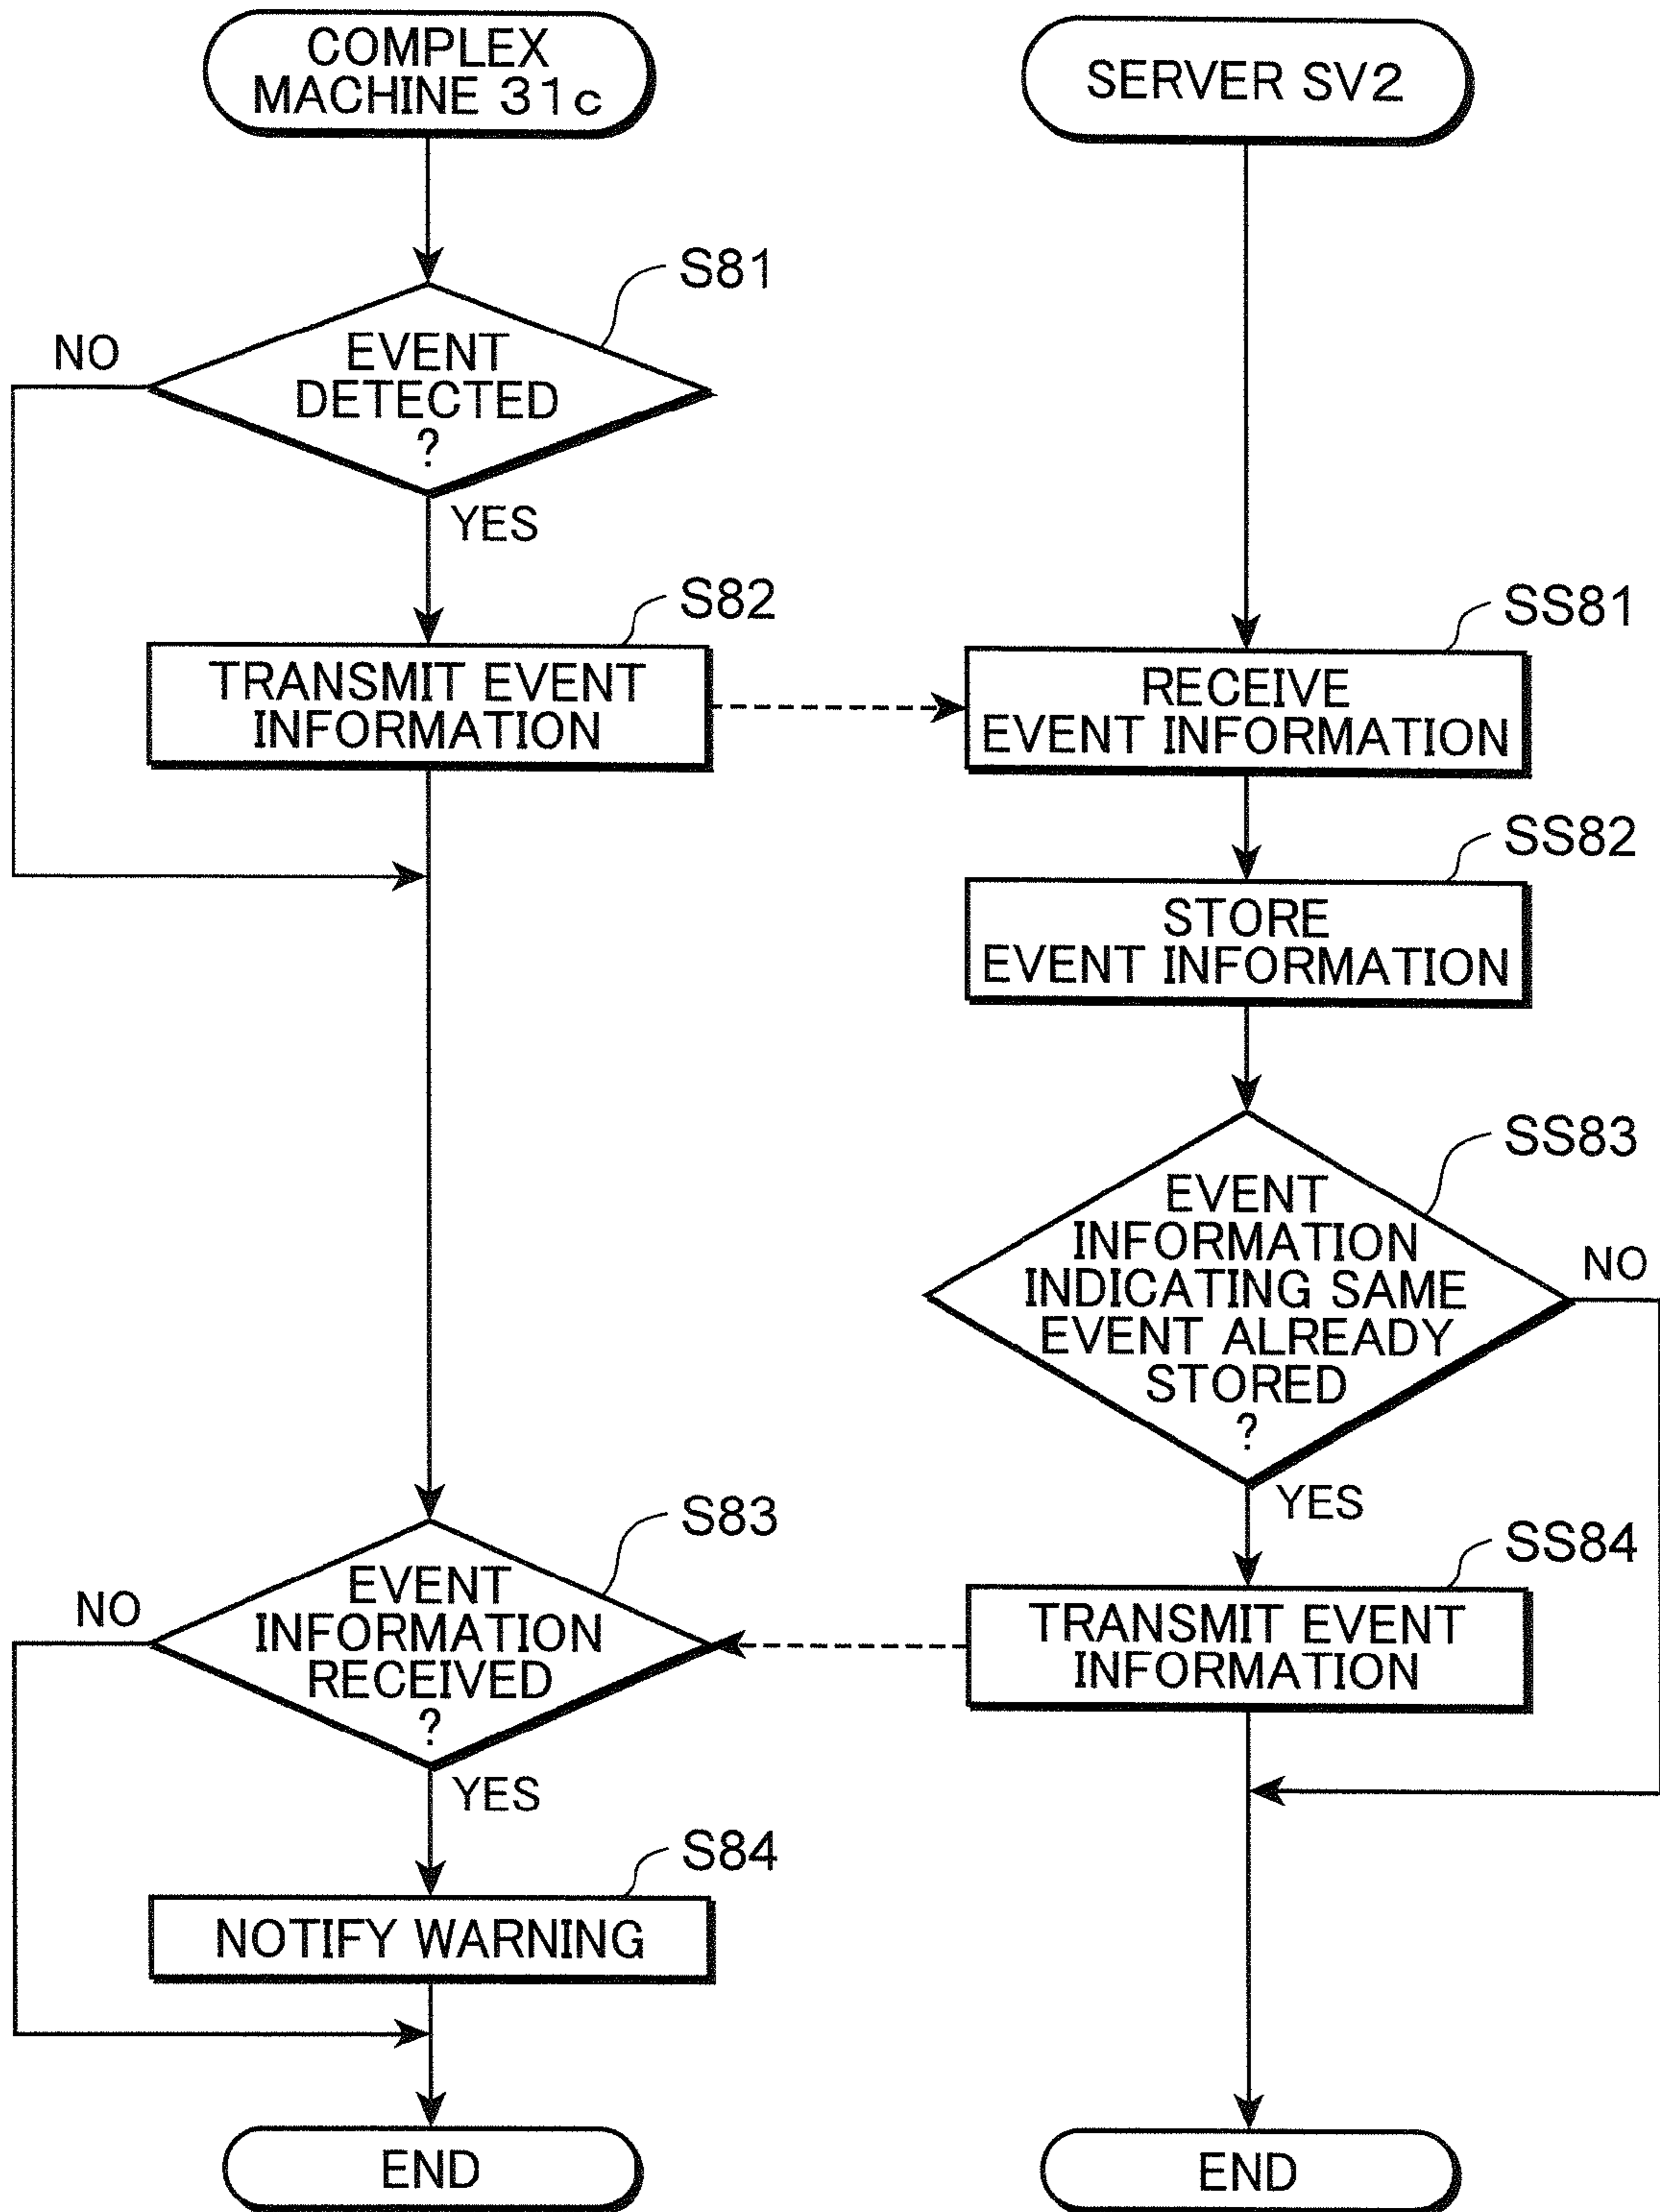 COMPLEX
MACHINE 31c
S81
NO
EVENT
DETECTED
?
YES
S82
TRANSMIT EVENT
INFORMATION
S83
NO
EVENT
INFORMATION
RECEIVED
?
YES
S84
NOTIFY WARNING
END
SERVER SV2
SS81
RECEIVE
EVENT INFORMATION
SS82
STORE
EVENT INFORMATION
SS83
EVENT
INFORMATION
INDICATING SAME
EVENT ALREADY
STORED
?
NO
YES
SS84
TRANSMIT EVENT
INFORMATION
END